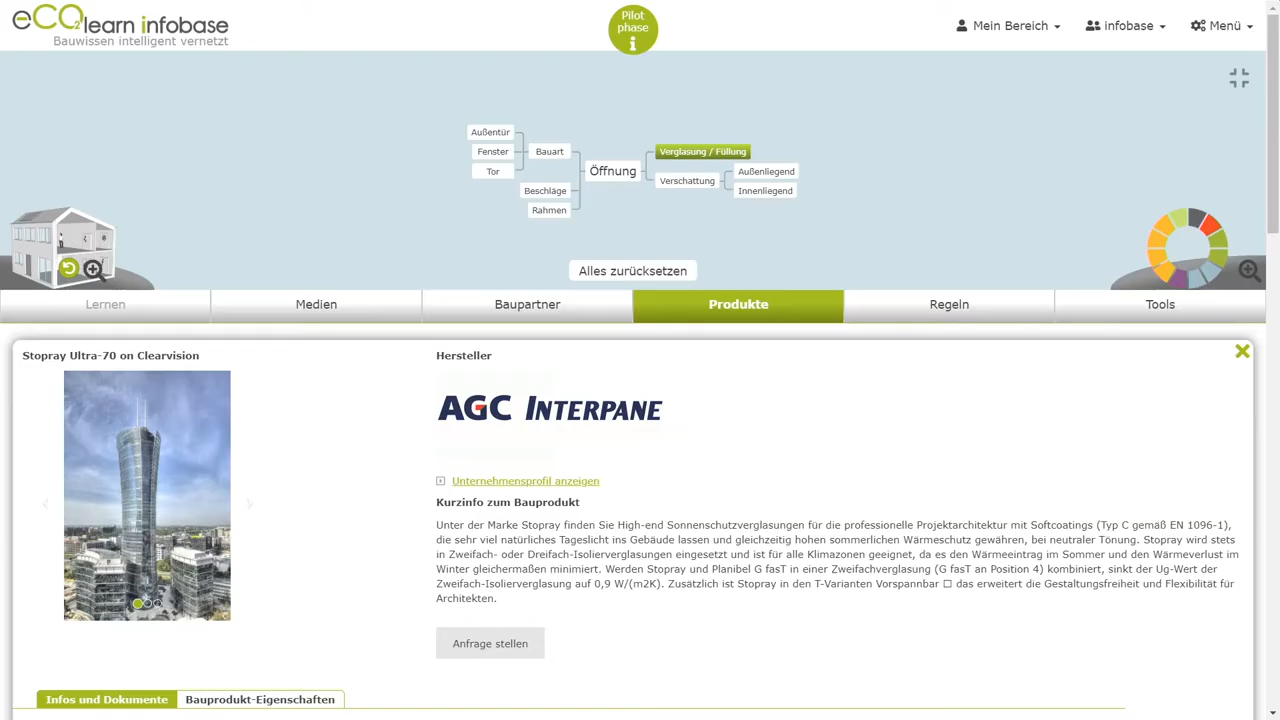 eCO2learn infobase
Bauwissen intelligent vernetzt
Pilot
phase
Mein Bereich
infobase
Menü
Außentür
Fenster
Tor
Bauart
Beschläge
Rahmen
Öffnung
Verglasung / Füllung
Verschattung
Außenliegend
Innenliegend
Alles zurücksetzen
Lernen
Medien
Baupartner
Produkte
Regeln
Tools
Stopray Ultra-70 on Clearvision
Hersteller
AGC INTERPANE
Unternehmensprofil anzeigen
Kurzinfo zum Bauprodukt
Unter der Marke Stopray finden Sie High-end Sonnenschutzverglasungen für die professionelle Projektarchitektur mit Softcoatings (Typ C gemäß EN 1096-1),
die sehr viel natürliches Tageslicht ins Gebäude lassen und gleichzeitig hohen sommerlichen Wärmeschutz gewähren, bei neutraler Tönung. Stopray wird stets
in Zweifach- oder Dreifach-Isolierverglasungen eingesetzt und ist für alle Klimazonen geeignet, da es den Wärmeeintrag im Sommer und den Wärmeverlust im
Winter gleichermaßen minimiert. Werden Stopray und Planibel G fasT in einer Zweifachverglasung (G fasT an Position 4) kombiniert, sinkt der Ug-Wert der
Zweifach-Isolierverglasung auf 0,9 W/(m2K). Zusätzlich ist Stopray in den T-Varianten Vorspannbar □ das erweitert die Gestaltungsfreiheit und Flexibilität für
Architekten.
Anfrage stellen
Infos und Dokumente
Bauprodukt-Eigenschaften